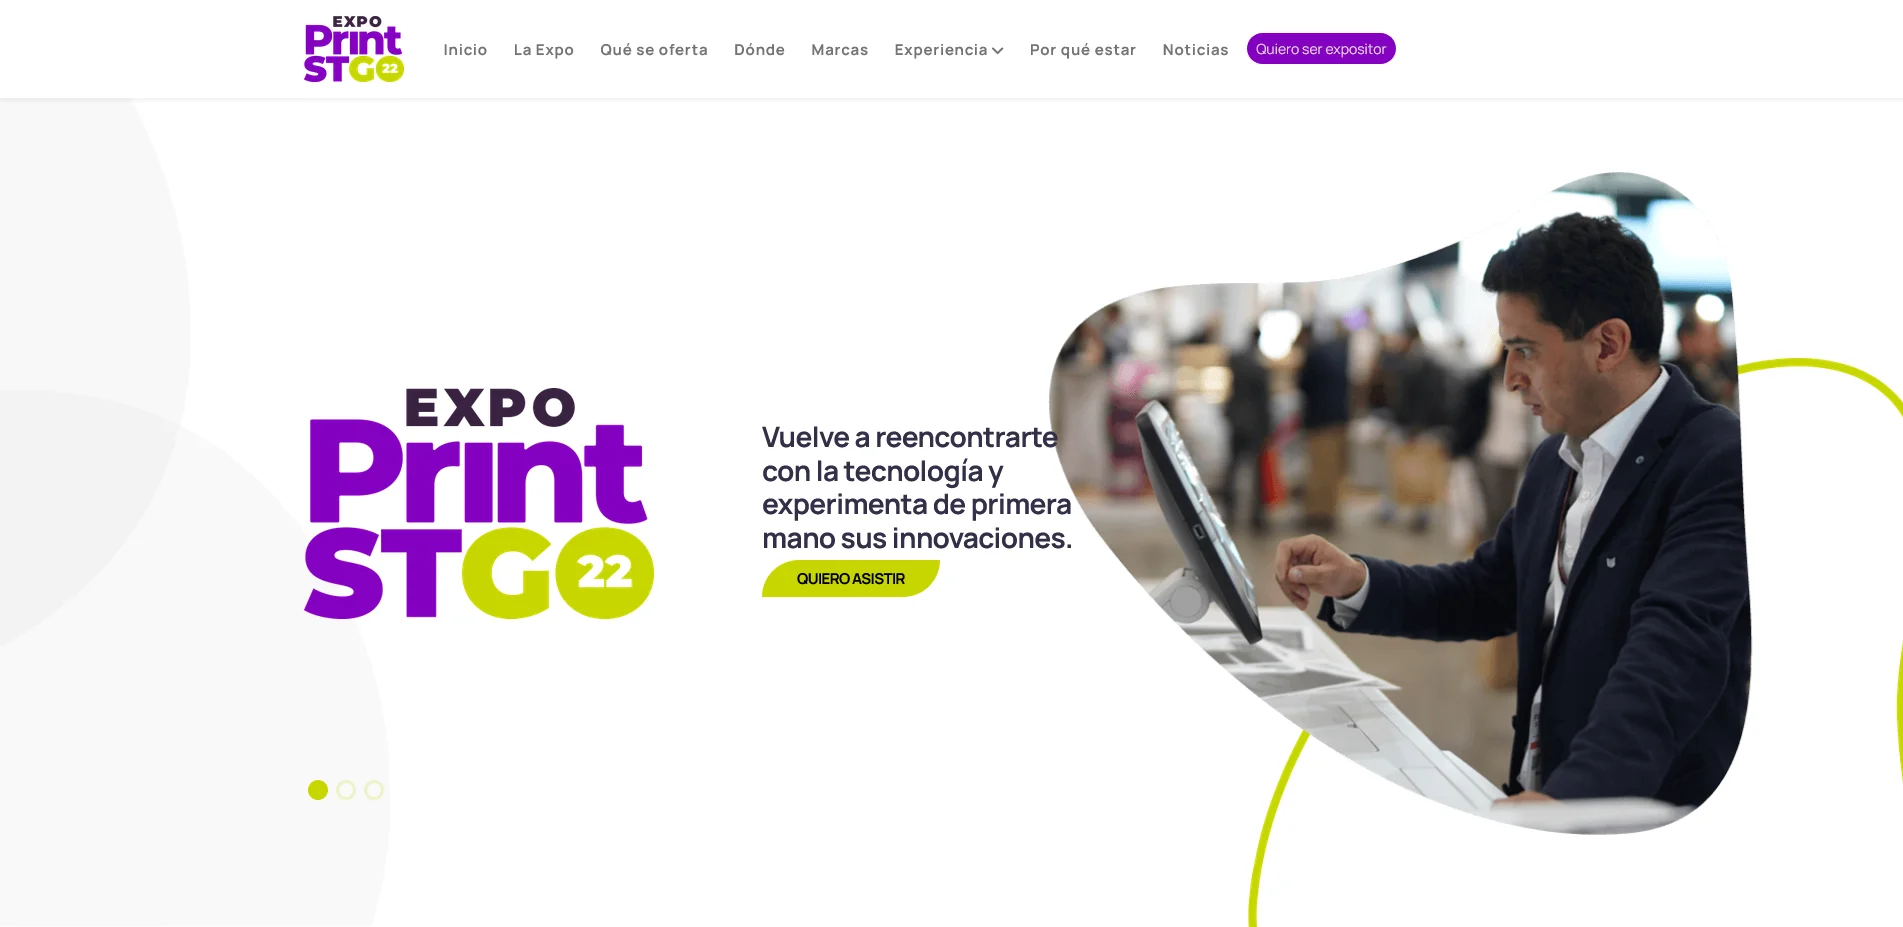 EXPO
Print
STGO 22
Inicio
La Expo
Qué se oferta
Dónde
Marcas
Experiencia
Por qué estar
Noticias
Quiero ser expositor
EXPO
Print
STGO 22
Vuelve a reencontrarte
con la tecnología y
experimenta de primera
mano sus innovaciones.
QUIERO ASISTIR